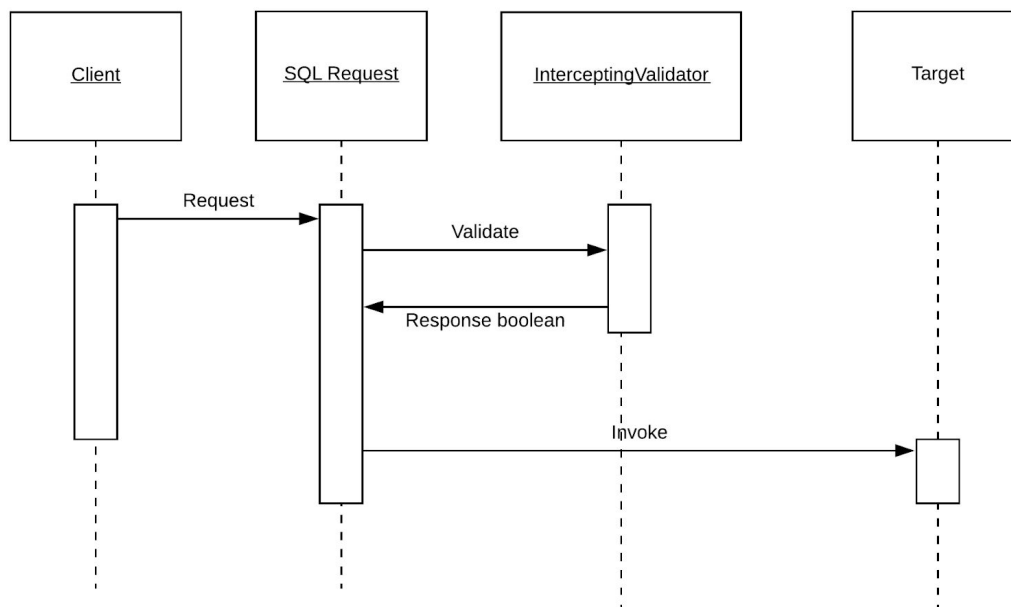 Client
SQL Request
InterceptingValidator
Target
Request
Validate
Response boolean
Invoke